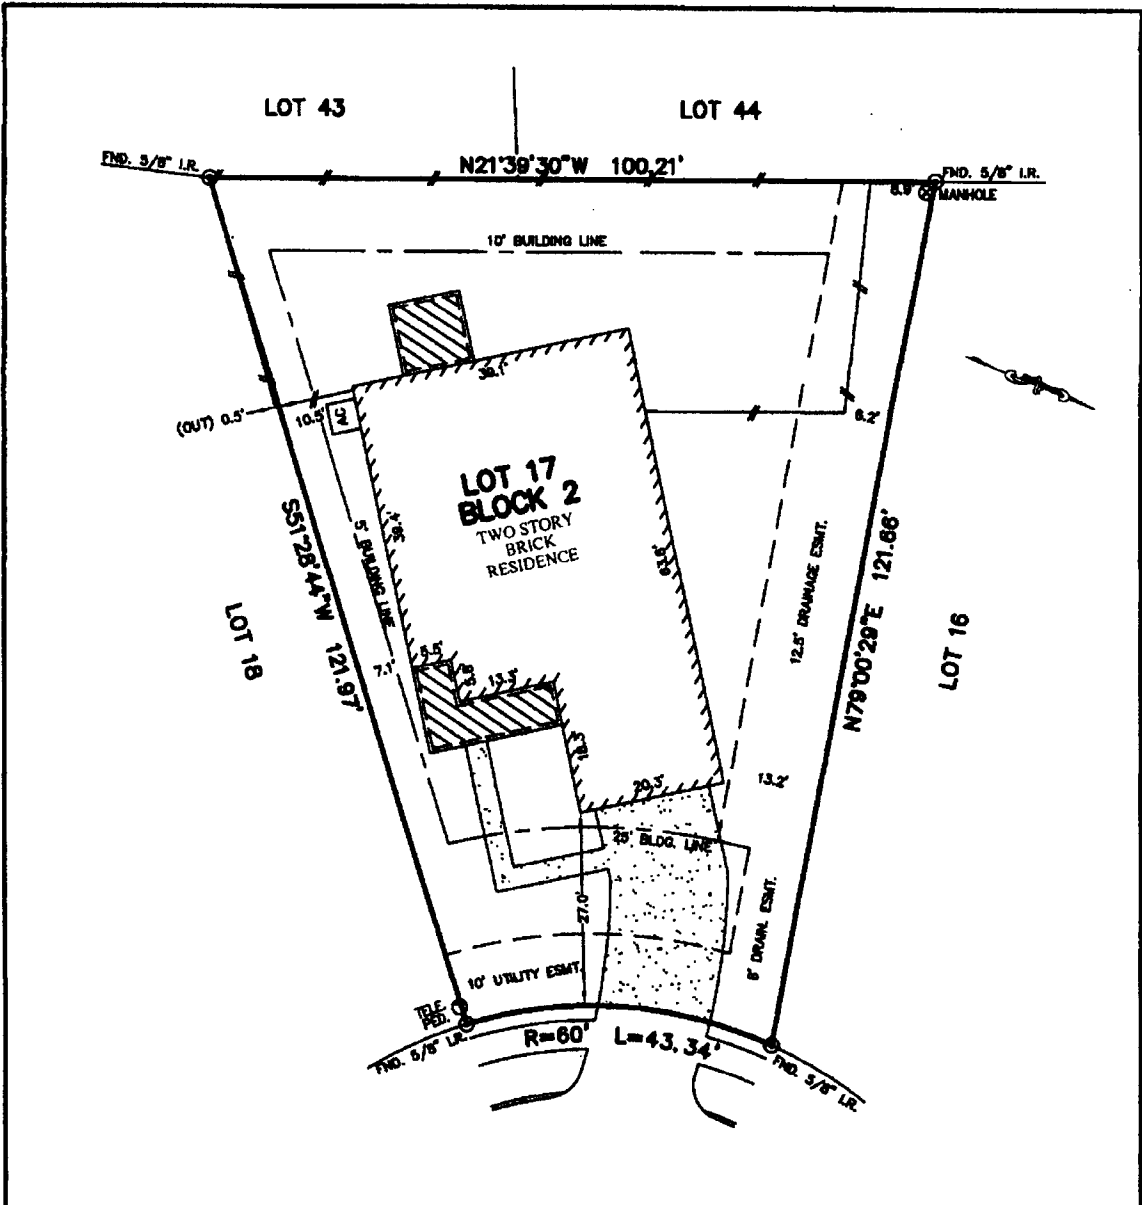 LOT 43
LOT 44
FND. 5/8" I.R.
N21°39'30"W 100.21'
FND. 5/8" I.R.
MANHOLE
10' BUILDING LINE
39.1'
(OUT) 0.5'
10.5'
AC
6.2'
LOT 17
BLOCK 2
TWO STORY
BRICK
RESIDENCE
S51°28'44"W 121.97'
5' BUILDING LINE
12.5' DRAINAGE ESMT.
N79°00'29"E 121.66'
LOT 18
LOT 16
7.1'
5.5'
13.5'
20.3'
13.2'
25' BLDG. LINE
27.0'
10' UTILITY ESMT.
TELE.
PED.
FND. 5/8" I.R.
R=60' L=43.34'
FND. 5/8" I.R.